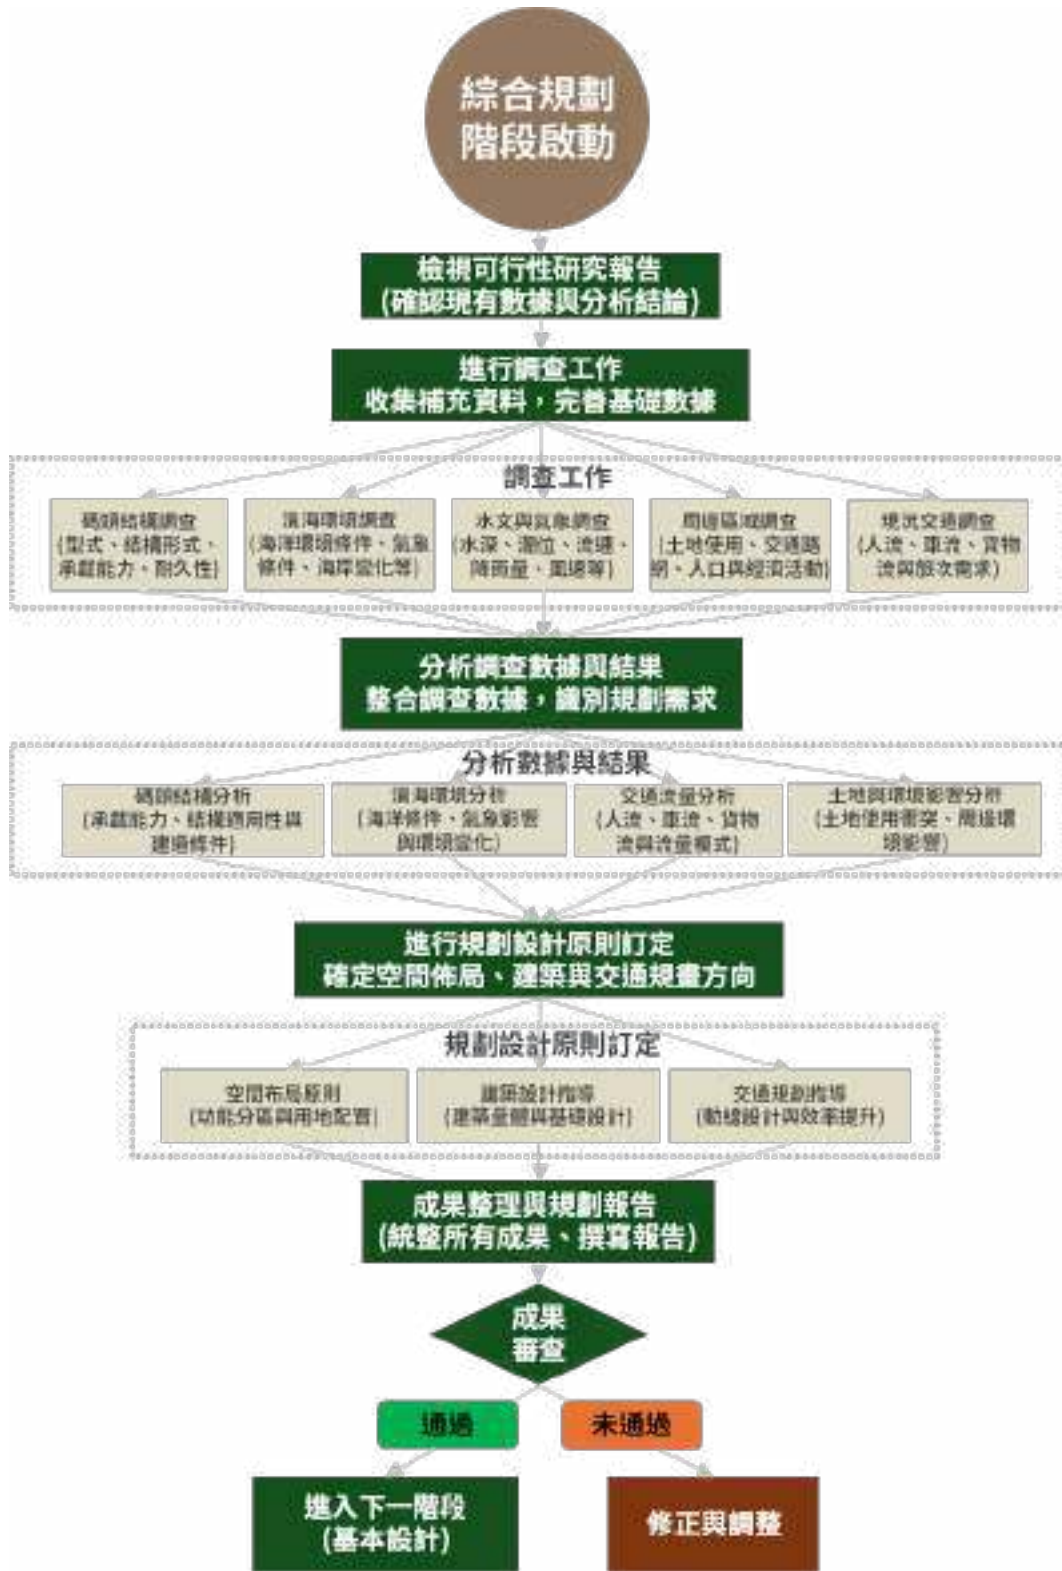 綜合規劃
階段啟動
檢視可行性研究報告
(確認現有數據與分析結論)
進行調查工作
收集補充資料，完善基礎數據
調查工作
碼頭結構調查
(型式、結構形式、
承載能力、耐久性)
濱海環境調查
(海洋環境條件、氣象
條件、海岸變化等)
水文與氣象調查
(水深、潮位、流速、
降雨量、風速等)
周邊區域調查
(土地使用、交通路
網、人口與經濟活動)
現況交通調查
(人流、車流、貨物
流與旅次需求)
分析調查數據與結果
整合調查數據，識別規劃需求
分析數據與結果
碼頭結構分析
(承載能力、結構適用性與
建造條件)
濱海環境分析
(海洋條件、氣象影響
與環境變化)
交通流量分析
(人流、車流、貨物
流與流量模式)
土地與環境影響分析
(土地使用衝突、周邊環
境影響)
進行規劃設計原則訂定
確定空間佈局、建築與交通規畫方向
規劃設計原則訂定
空間布局原則
(功能分區與用地配置)
建築設計指導
(建築量體與基礎設計)
交通規劃指導
(動線設計與效率提升)
成果整理與規劃報告
(統整所有成果、撰寫報告)
成果
審查
通過
未通過
進入下一階段
(基本設計)
修正與調整